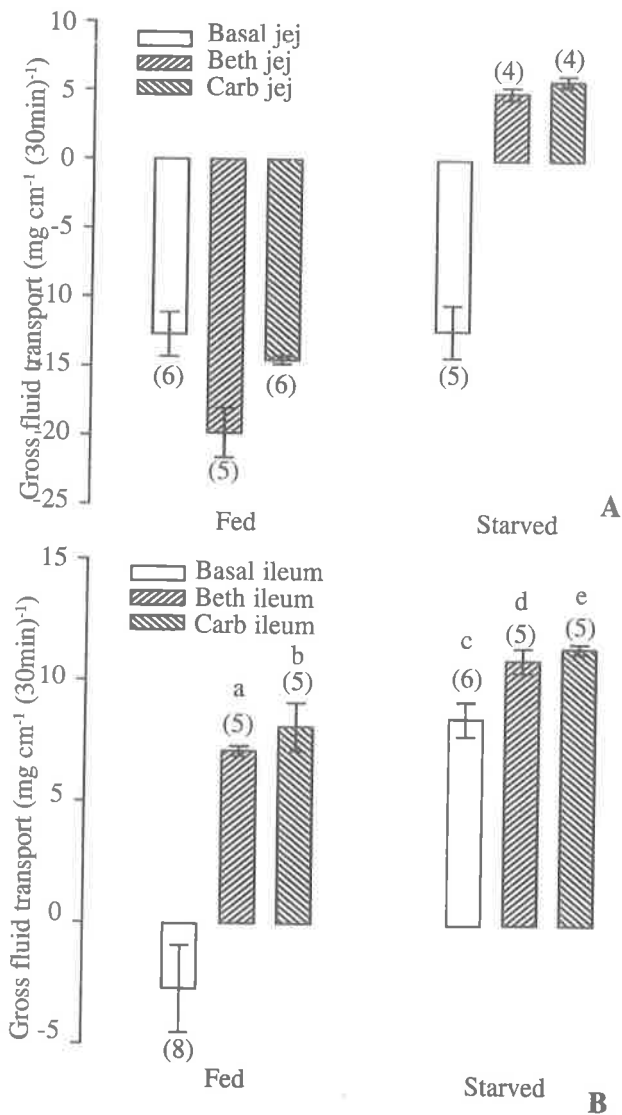 10
5
0
-5
10
15
20
25
Gross fluid transport (mg cm⁻¹ (30min)⁻¹)
Basal jej
Beth jej
Carb jej
(6)
(5)
(6)
(4)
(4)
(5)
Fed
Starved
A
15
10
5
0
-5
Gross fluid transport (mg cm⁻¹ (30min)⁻¹)
Basal ileum
Beth ileum
Carb ileum
a
(5)
b
(5)
c
(6)
d
(5)
e
(5)
(8)
Fed
Starved
B